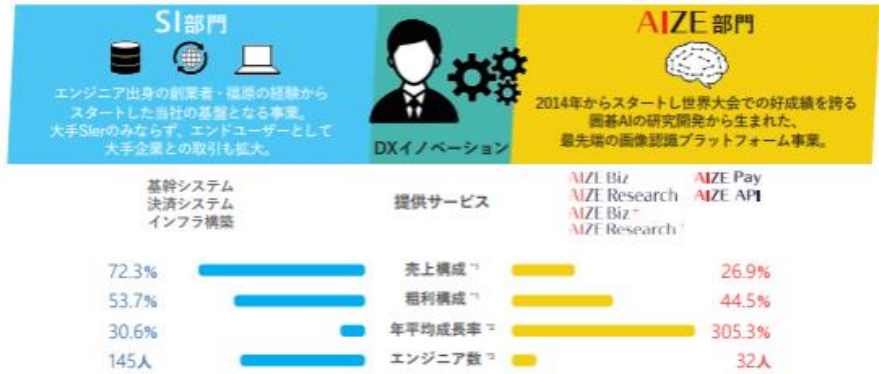 SI部門
エンジニア出身の創業者・福原の経験から
スタートした当社の基盤となる事業。
大手SIerのみならず、エンドユーザーとして
大手企業との取引も拡大。
DXイノベーション
AIZE部門
2014年からスタートし世界大会での好成績を誇る
囲碁AIの研究開発から生まれた、
最先端の画像認識プラットフォーム事業。
基幹システム
決済システム
インフラ構築
提供サービス
AIZE Biz
AIZE Research
AIZE Biz+
AIZE Research+
AIZE Pay
AIZE API
72.3% 売上構成*1 26.9%
53.7% 粗利構成*1 44.5%
30.6% 年平均成長率*2 305.3%
145人 エンジニア数*3 32人